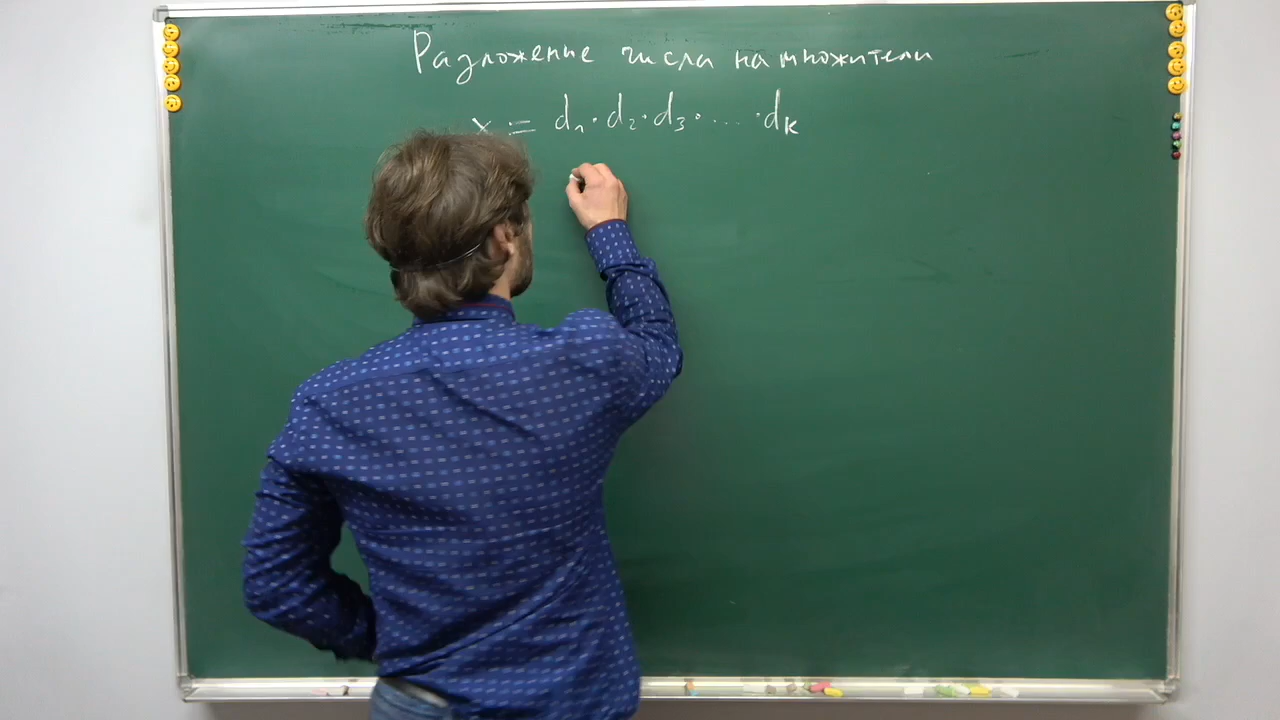 Разложение числа на множители
x = d₁ · d₂ · d₃ · ... · dₖ